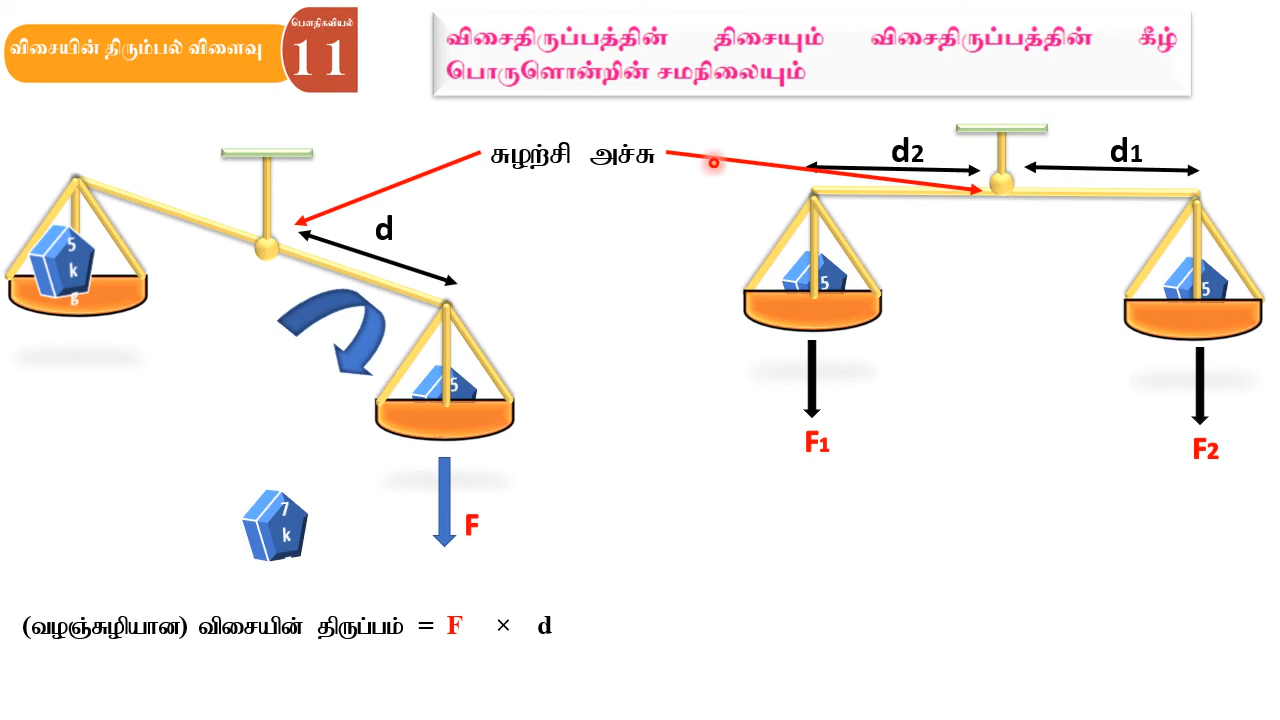 விசையின் திரும்பல் விளைவு
பௌதிகவியல்
11
விசைதிருப்பத்தின் திசையும் விசைதிருப்பத்தின் கீழ்
பொருளொன்றின் சமநிலையும்
சுழற்சி அச்சு
d2
d1
d
5
k
g
5
5
5
F1
F2
F
7
k
(வழஞ்சுழியான) விசையின் திருப்பம் = F × d